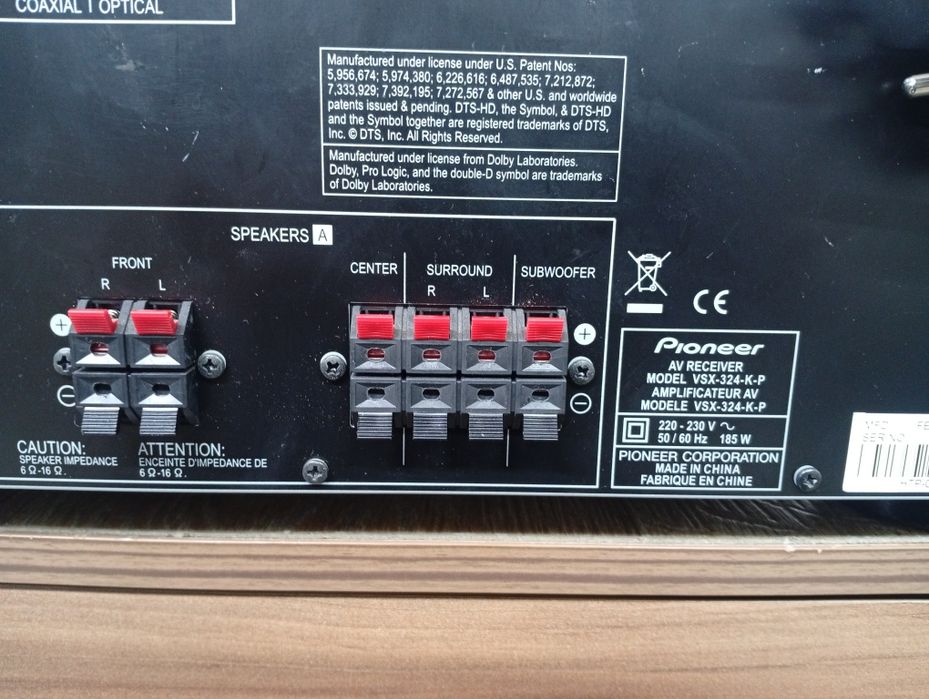 COAXIAL 1 OPTICAL
Manufactured under license under U.S. Patent Nos:
5,956,674; 5,974,380; 6,226,616; 6,487,535; 7,212,872;
7,333,929; 7,392,195; 7,272,567 & other U.S. and worldwide
patents issued & pending. DTS-HD, the Symbol, & DTS-HD
and the Symbol together are registered trademarks of DTS,
Inc. © DTS, Inc. All Rights Reserved.
Manufactured under license from Dolby Laboratories.
Dolby, Pro Logic, and the double-D symbol are trademarks
of Dolby Laboratories.
SPEAKERS A
FRONT
R L
CENTER SURROUND SUBWOOFER
R L
+ +
− −
CAUTION:
SPEAKER IMPEDANCE
6 Ω-16 Ω.
ATTENTION:
ENCEINTE D'IMPEDANCE DE
6 Ω-16 Ω.
CE
Pioneer
AV RECEIVER
MODEL VSX-324-K-P
AMPLIFICATEUR AV
MODELE VSX-324-K-P
220 - 230 V ~
50 / 60 Hz 185 W
PIONEER CORPORATION
MADE IN CHINA
FABRIQUE EN CHINE
SER NO